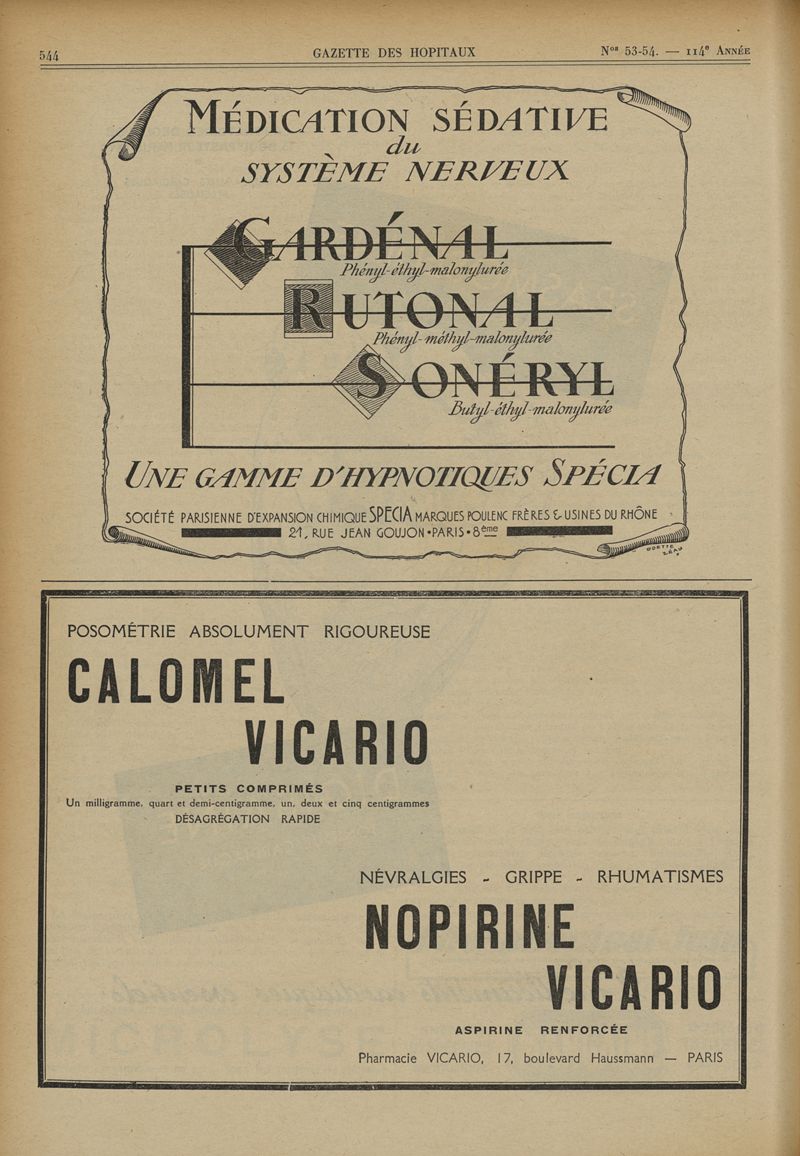 544
GAZETTE DES HOPITAUX
Nos 53-54. — 114e ANNÉE
MÉDICATION SÉDATIVE
du
SYSTÈME NERVEUX
GARDÉNAL
Phényl-éthyl-malonylurée
RUTONAL
Phényl-méthyl-malonylurée
SONÉRYL
Butyl-éthyl-malonylurée
UNE GAMME D'HYPNOTIQUES SPÉCIA
SOCIÉTÉ PARISIENNE D'EXPANSION CHIMIQUE SPECIA MARQUES POULENC FRÈRES & USINES DU RHÔNE
21, RUE JEAN GOUJON • PARIS • 8ème
ODETTE
POSOMÉTRIE ABSOLUMENT RIGOUREUSE
CALOMEL
VICARIO
PETITS COMPRIMÉS
Un milligramme, quart et demi-centigramme, un, deux et cinq centigrammes
DÉSAGRÉGATION RAPIDE
NÉVRALGIES - GRIPPE - RHUMATISMES
NOPIRINE
VICARIO
ASPIRINE RENFORCÉE
Pharmacie VICARIO, 17, boulevard Haussmann — PARIS